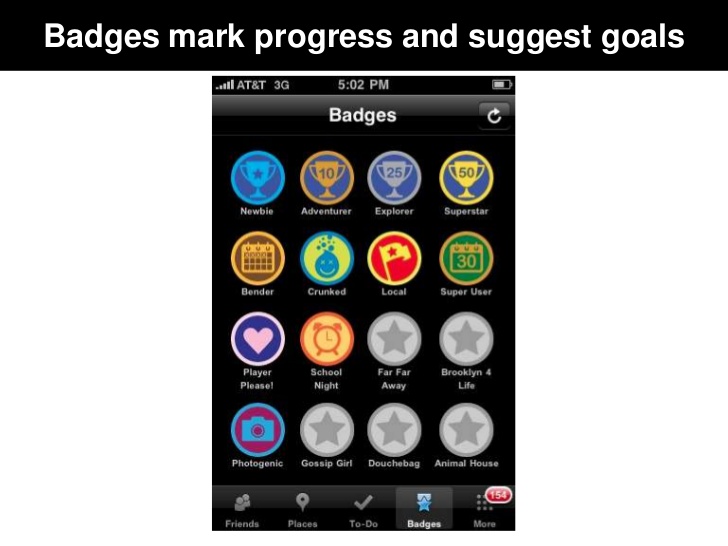 Badges mark progress and suggest goals
AT&T 3G 5:02 PM
Badges
10 25 50
Newbie Adventurer Explorer Superstar
30
Bender Crunked Local Super User
Player School Far Far Brooklyn 4
Please! Night Away Life
Photogenic Gossip Girl Douchebag Animal House
154
Friends Places To-Do Badges More